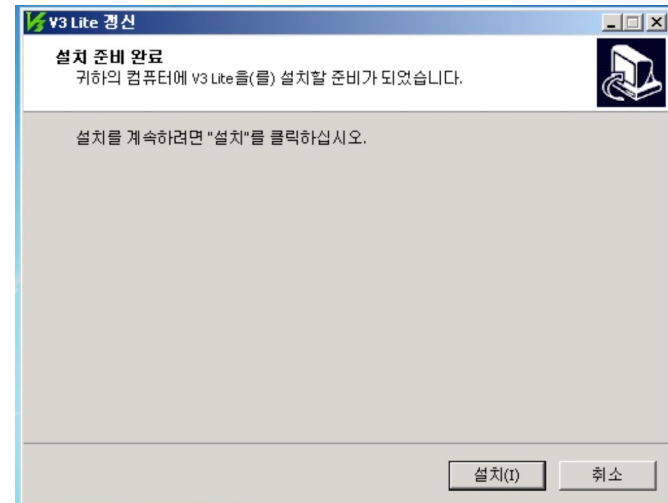 V3 Lite 갱신
설치 준비 완료
귀하의 컴퓨터에 V3 Lite을(를) 설치할 준비가 되었습니다.
설치를 계속하려면 "설치"를 클릭하십시오.
설치(I)
취소